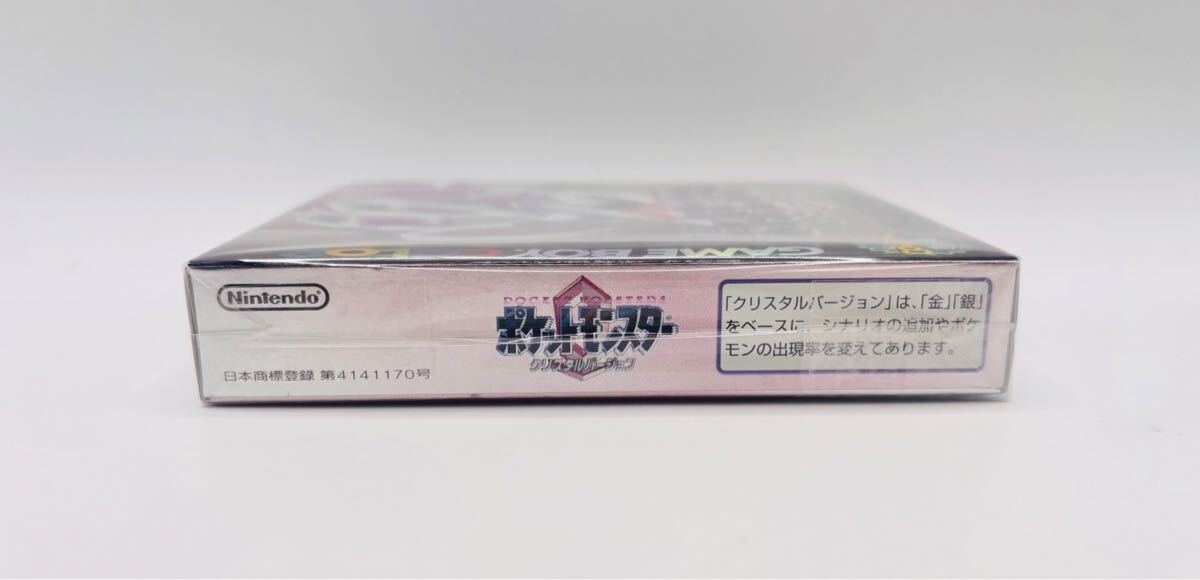 GAME BOY
Nintendo
日本商標登録 第4141170号
POCKET MONSTERS
ポケットモンスター
クリスタルバージョン
「クリスタルバージョン」は、「金」「銀」
をベースに、シナリオの追加やポケ
モンの出現率を変えてあります。